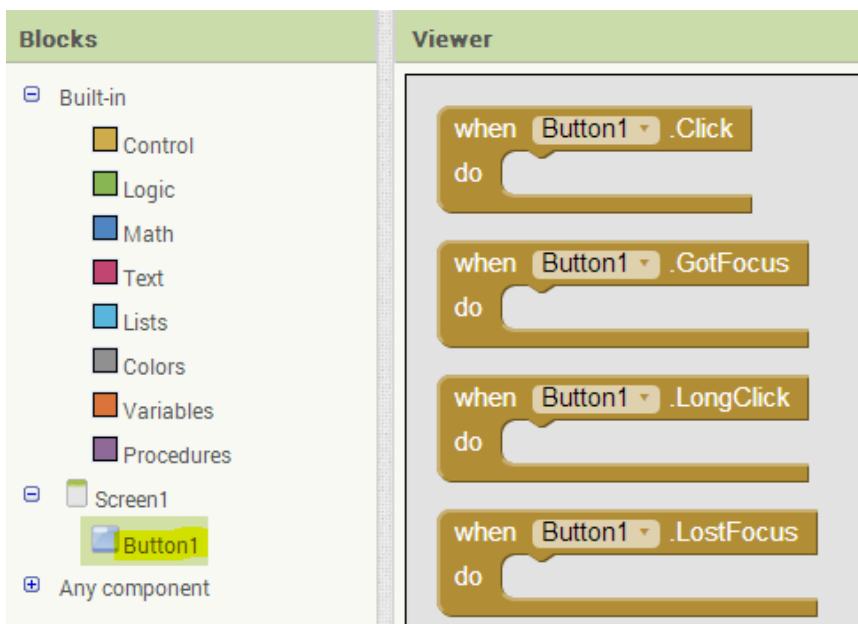 Blocks
Built-in
Control
Logic
Math
Text
Lists
Colors
Variables
Procedures
Screen1
Button1
Any component
Viewer
when Button1 .Click
do
when Button1 .GotFocus
do
when Button1 .LongClick
do
when Button1 .LostFocus
do